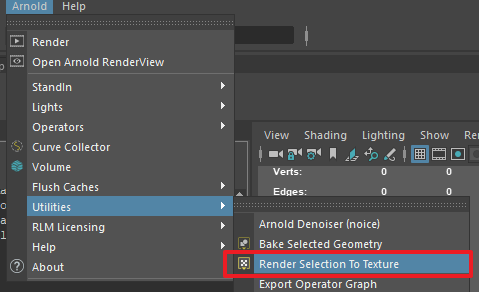 Arnold Help
Render
Open Arnold RenderView
StandIn
Lights
Operators
Curve Collector
Volume
View Shading Lighting Show
Flush Caches
Verts: 0 0
Edges: 0 0
Utilities
RLM Licensing
Arnold Denoiser (noice)
Help
Bake Selected Geometry
About
Render Selection To Texture
Export Operator Graph